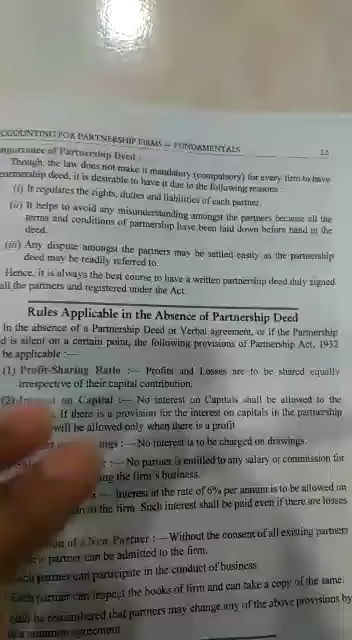 ACCOUNTING FOR PARTNERSHIP FIRMS — FUNDAMENTALS 2.5
Importance of Partnership Deed :
Though, the law does not make it mandatory (compulsory) for every firm to have
partnership deed, it is desirable to have it due to the following reasons :
(i) It regulates the rights, duties and liabilities of each partner.
(ii) It helps to avoid any misunderstanding amongst the partners because all the
terms and conditions of partnership have been laid down before hand in the
deed.
(iii) Any dispute amongst the partners may be settled easily as the partnership
deed may be readily referred to.
Hence, it is always the best course to have a written partnership deed duly signed
all the partners and registered under the Act.
Rules Applicable in the Absence of Partnership Deed
In the absence of a Partnership Deed or Verbal agreement, or if the Partnership
d is silent on a certain point, the following provisions of Partnership Act, 1932
be applicable :—
(1) Profit-Sharing Ratio :— Profits and Losses are to be shared equally
irrespective of their capital contribution.
(2) on Capital :— No interest on Capitals shall be allowed to the
If there is a provision for the interest on capitals in the partnership
will be allowed only when there is a profit
ings :—No interest is to be charged on drawings.
:— No partner is entitled to any salary or commission for
ng the firm's business.
— Interest at the rate of 6% per annum is to be allowed on
an to the firm. Such interest shall be paid even if there are losses
on of a New Partner :—Without the consent of all existing partners
new partner can be admitted to the firm.
Each partner can participate in the conduct of business.
Each partner can inspect the books of firm and can take a copy of the same.
ould be remembered that partners may change any of the above provisions by
a common agreement